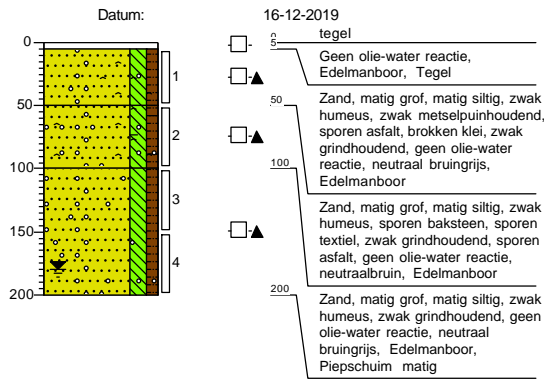 Datum: 16-12-2019
0
50
100
150
200
1
2
3
4
0
tegel
5
Geen olie-water reactie,
Edelmanboor, Tegel
50
Zand, matig grof, matig siltig, zwak
humeus, zwak metselpuinhoudend,
sporen asfalt, brokken klei, zwak
grindhoudend, geen olie-water
reactie, neutraal bruingrijs,
Edelmanboor
100
Zand, matig grof, matig siltig, zwak
humeus, sporen baksteen, sporen
textiel, zwak grindhoudend, sporen
asfalt, geen olie-water reactie,
neutraalbruin, Edelmanboor
200
Zand, matig grof, matig siltig, zwak
humeus, zwak grindhoudend, geen
olie-water reactie, neutraal
bruingrijs, Edelmanboor,
Piepschuim matig